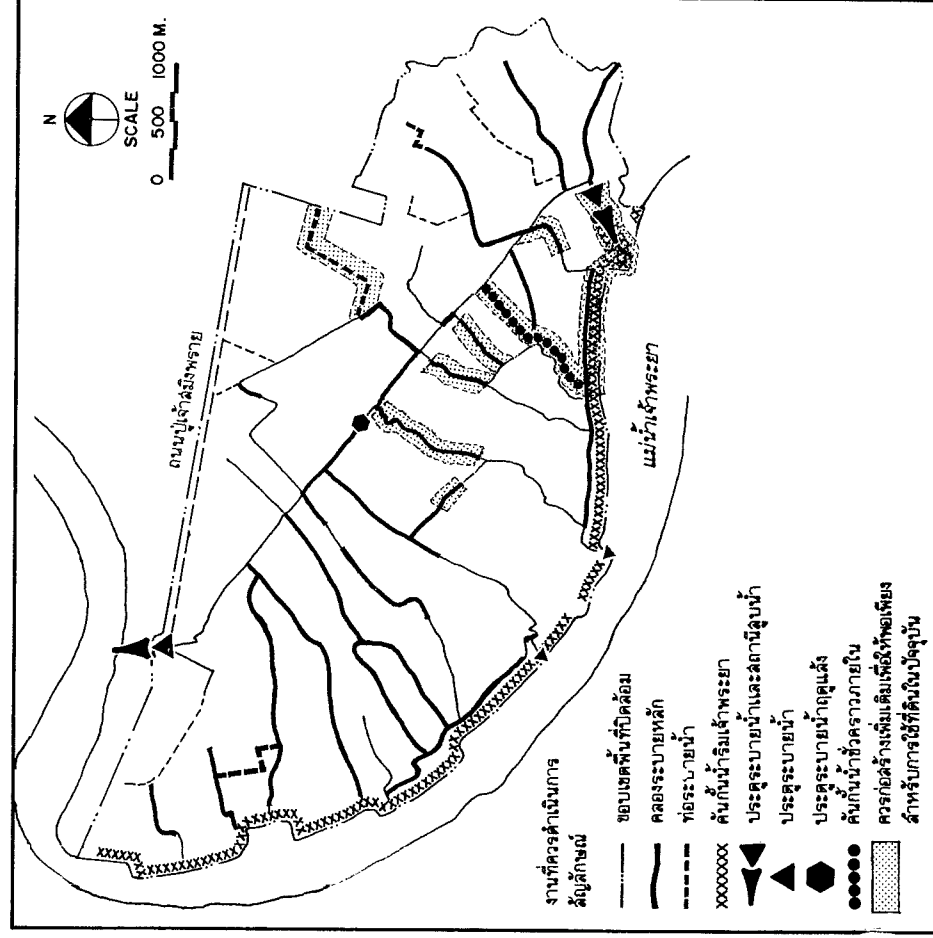 N
SCALE
0 500 1000 M.
ถนนปู่เจ้าสมิงพราย
แม่น้ำเจ้าพระยา
งานที่ควรดำเนินการ
สัญลักษณ์
ขอบเขตพื้นที่ปิดล้อม
คลองระบายหลัก
ท่อระบายน้ำ
คันกั้นน้ำริมเจ้าพระยา
ประตูระบายน้ำและสถานีสูบน้ำ
ประตูระบายน้ำ
ประตูระบายน้ำฤดูแล้ง
คันกั้นน้ำชั่วคราวภายใน
ควรก่อสร้างเพิ่มเติมเพื่อให้พอเพียง
สำหรับการใช้ที่ดินในปัจจุบัน